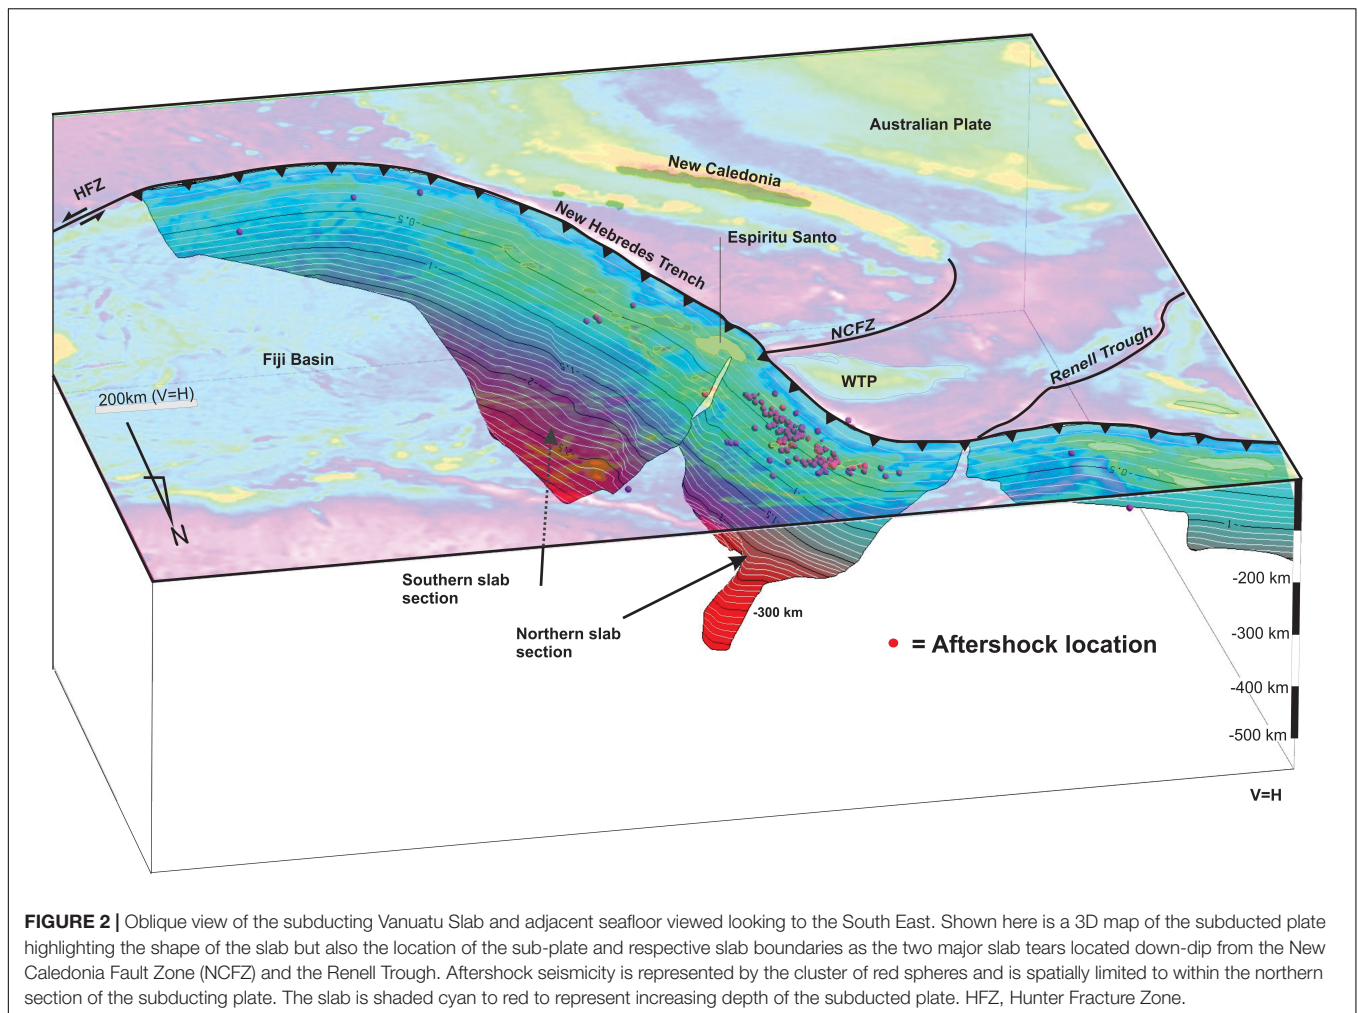 Australian Plate
New Caledonia
HFZ
New Hebredes Trench
Espiritu Santo
NCFZ
Renell Trough
WTP
Fiji Basin
200km (V=H)
N
Southern slab
section
Northern slab
section
-300 km
= Aftershock location
-200 km
-300 km
-400 km
-500 km
V=H
FIGURE 2 | Oblique view of the subducting Vanuatu Slab and adjacent seafloor viewed looking to the South East. Shown here is a 3D map of the subducted plate
highlighting the shape of the slab but also the location of the sub-plate and respective slab boundaries as the two major slab tears located down-dip from the New
Caledonia Fault Zone (NCFZ) and the Renell Trough. Aftershock seismicity is represented by the cluster of red spheres and is spatially limited to within the northern
section of the subducting plate. The slab is shaded cyan to red to represent increasing depth of the subducted plate. HFZ, Hunter Fracture Zone.